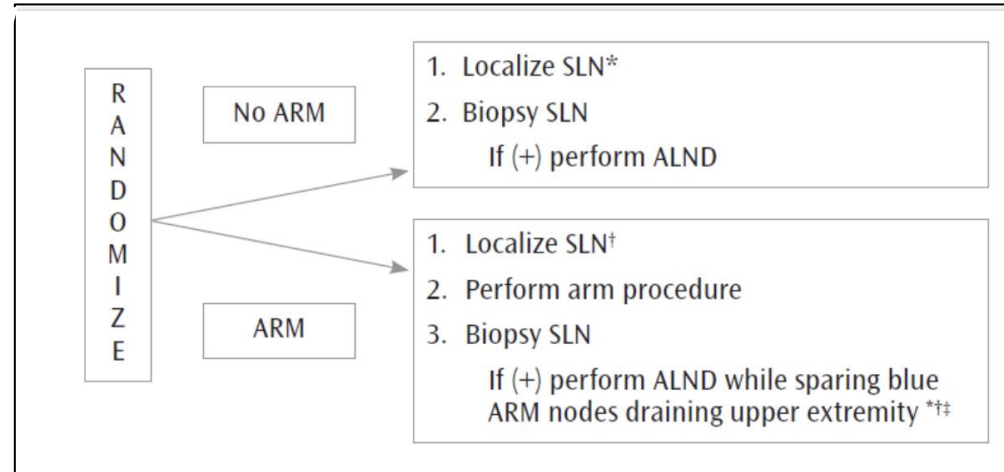 RANDOMIZE
No ARM
1. Localize SLN*
2. Biopsy SLN
If (+) perform ALND
ARM
1. Localize SLN†
2. Perform arm procedure
3. Biopsy SLN
If (+) perform ALND while sparing blue
ARM nodes draining upper extremity *†‡